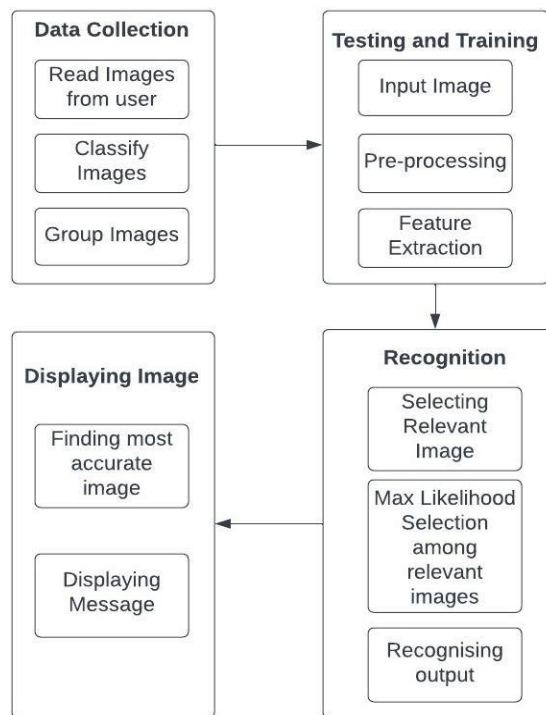 Data Collection
Read Images
from user
Classify
Images
Group Images
Testing and Training
Input Image
Pre-processing
Feature
Extraction
Recognition
Selecting
Relevant
Image
Max Likelihood
Selection
among
relevant
images
Recognising
output
Displaying Image
Finding most
accurate
image
Displaying
Message